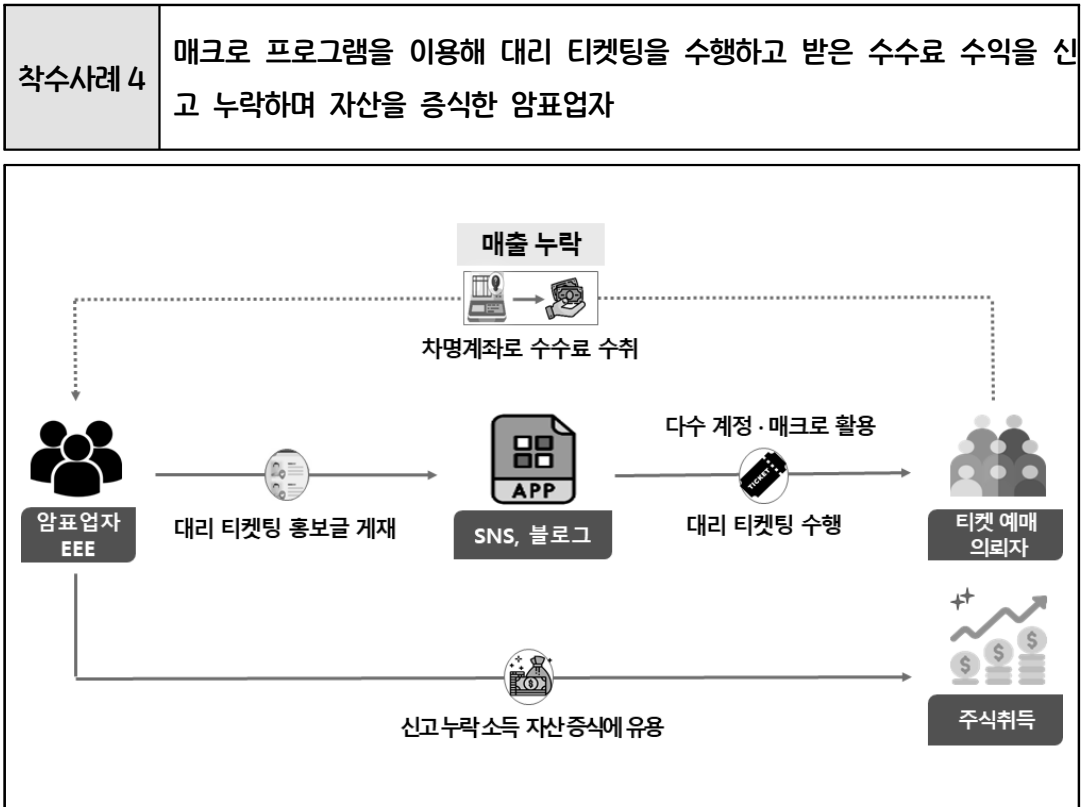 착수사례 4
매크로 프로그램을 이용해 대리 티켓팅을 수행하고 받은 수수료 수익을 신
고 누락하며 자산을 증식한 암표업자
매출 누락
차명계좌로 수수료 수취
다수 계정 · 매크로 활용
APP
TICKET
암표업자
EEE
대리 티켓팅 홍보글 게재
SNS, 블로그
대리 티켓팅 수행
티켓 예매
의뢰자
신고 누락 소득 자산 증식에 유용
주식취득